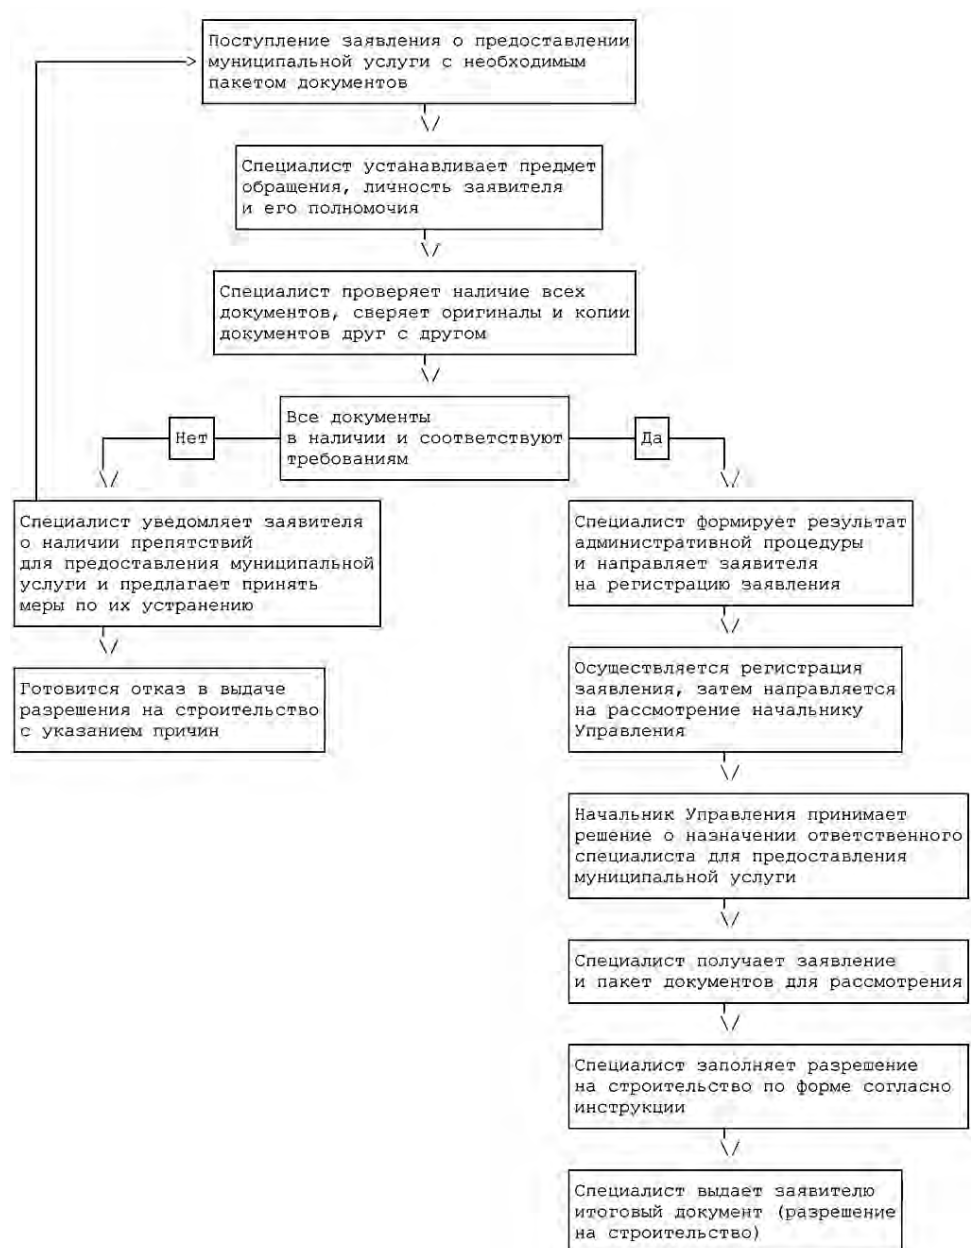 Поступление заявления о предоставлении
муниципальной услуги с необходимым
пакетом документов
Специалист устанавливает предмет
обращения, личность заявителя
и его полномочия
Специалист проверяет наличие всех
документов, сверяет оригиналы и копии
документов друг с другом
Все документы
в наличии и соответствуют
требованиям
Нет
Да
Специалист уведомляет заявителя
о наличии препятствий
для предоставления муниципальной
услуги и предлагает принять
меры по их устранению
Готовится отказ в выдаче
разрешения на строительство
с указанием причин
Специалист формирует результат
административной процедуры
и направляет заявителя
на регистрацию заявления
Осуществляется регистрация
заявления, затем направляется
на рассмотрение начальнику
Управления
Начальник Управления принимает
решение о назначении ответственного
специалиста для предоставления
муниципальной услуги
Специалист получает заявление
и пакет документов для рассмотрения
Специалист заполняет разрешение
на строительство по форме согласно
инструкции
Специалист выдает заявителю
итоговый документ (разрешение
на строительство)